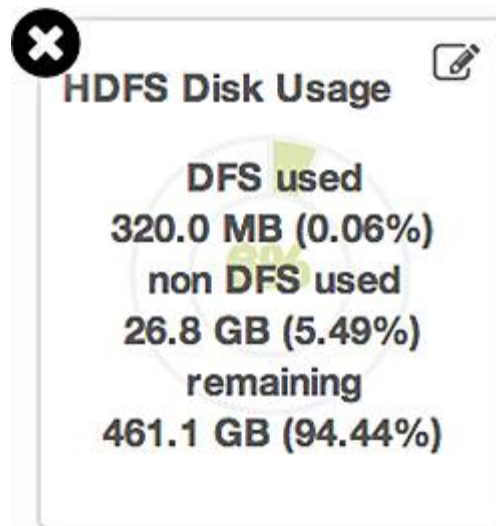 HDFS Disk Usage
DFS used
320.0 MB (0.06%)
6%
non DFS used
26.8 GB (5.49%)
remaining
461.1 GB (94.44%)